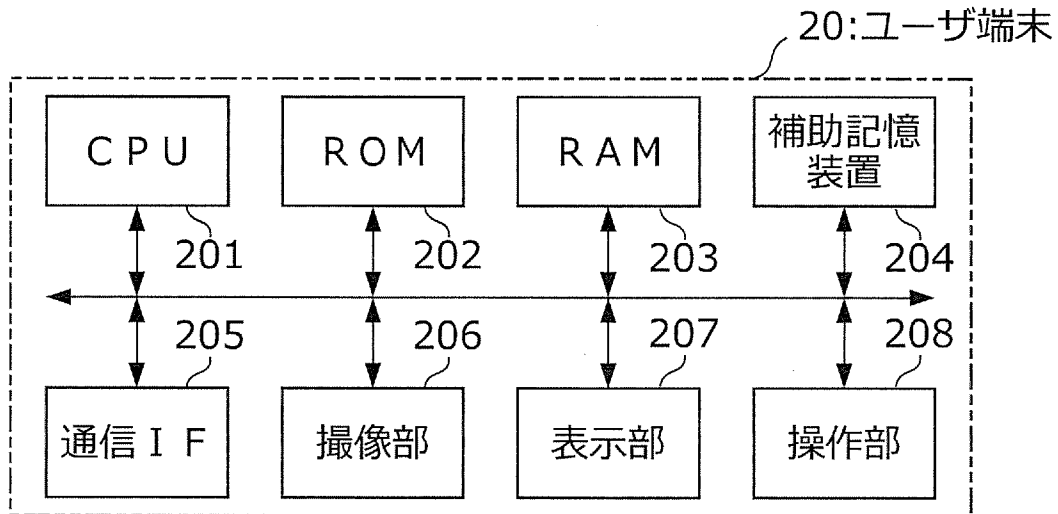 20:ユーザ端末
ＣＰＵ
ＲＯＭ
ＲＡＭ
補助記憶
装置
201
202
203
204
205
206
207
208
通信ＩＦ
撮像部
表示部
操作部